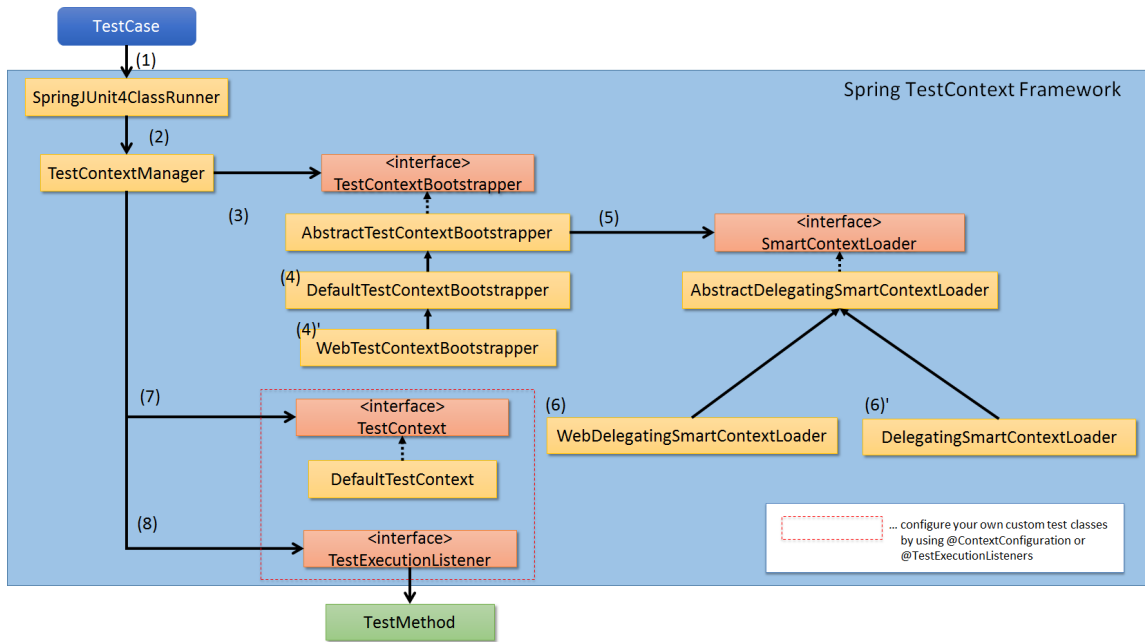 TestCase
(1)
Spring TestContext Framework
SpringJUnit4ClassRunner
(2)
TestContextManager
<interface>
TestContextBootstrapper
(3)
AbstractTestContextBootstrapper
(5)
<interface>
SmartContextLoader
(4)
DefaultTestContextBootstrapper
AbstractDelegatingSmartContextLoader
(4)'
WebTestContextBootstrapper
(7)
<interface>
TestContext
(6)
WebDelegatingSmartContextLoader
(6)'
DelegatingSmartContextLoader
DefaultTestContext
(8)
<interface>
TestExecutionListener
... configure your own custom test classes
by using @ContextConfiguration or
@TestExecutionListeners
TestMethod